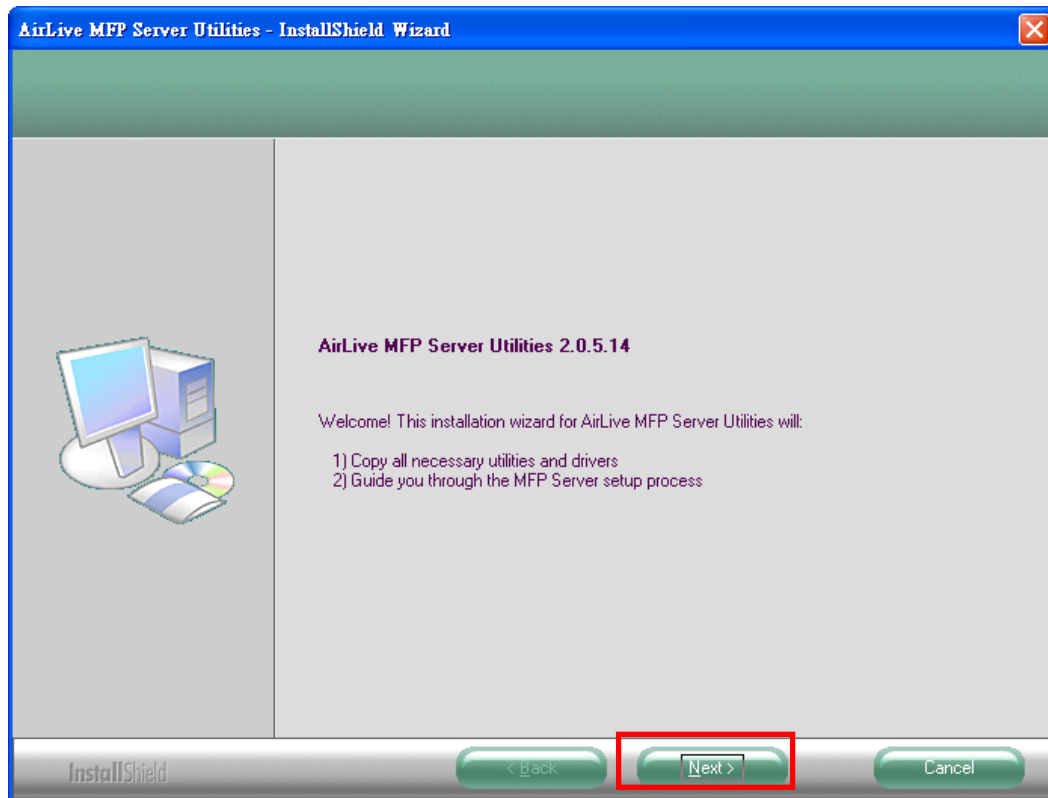 AirLive MFP Server Utilities - InstallShield Wizard
AirLive MFP Server Utilities 2.0.5.14
Welcome! This installation wizard for AirLive MFP Server Utilities will:
1) Copy all necessary utilities and drivers
2) Guide you through the MFP Server setup process
InstallShield
< Back
Next >
Cancel